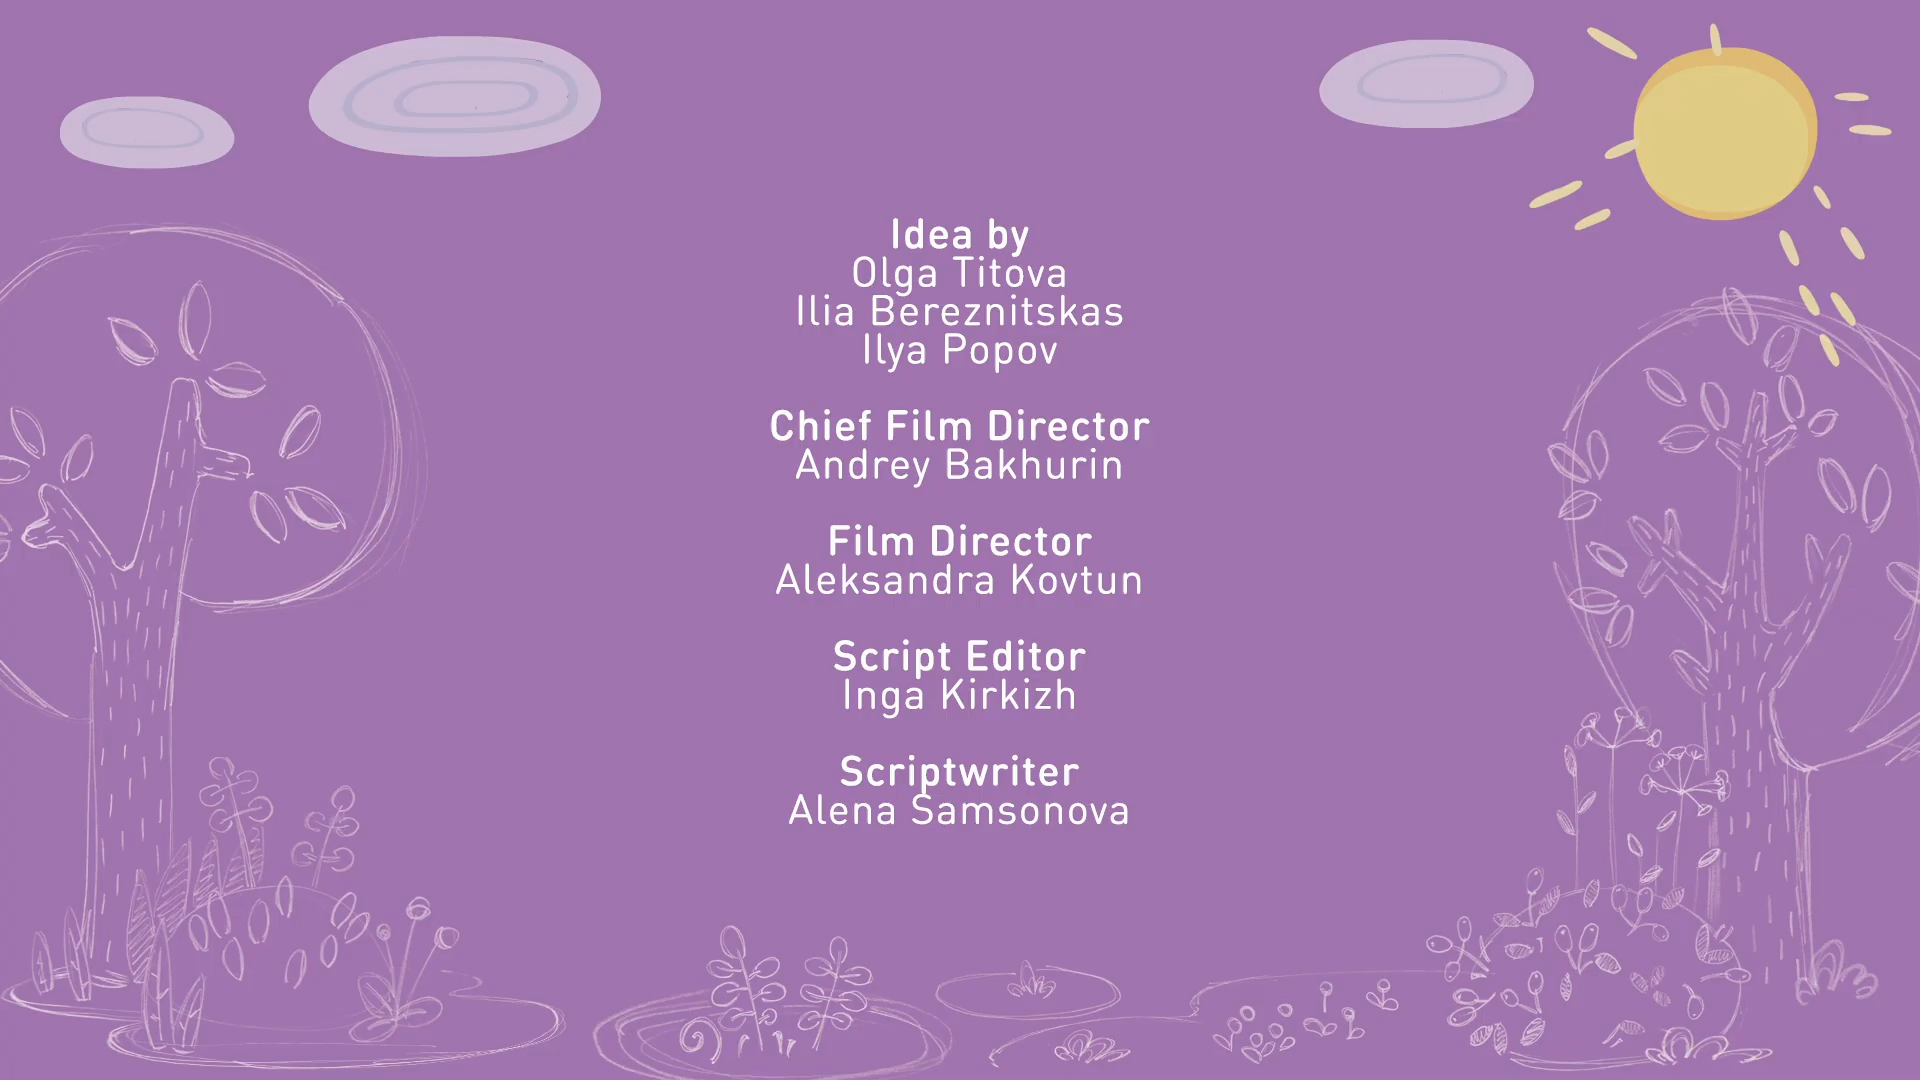 Idea by
Olga Titova
Ilia Bereznitskas
Ilya Popov
Chief Film Director
Andrey Bakhurin
Film Director
Aleksandra Kovtun
Script Editor
Inga Kirkizh
Scriptwriter
Alena Samsonova